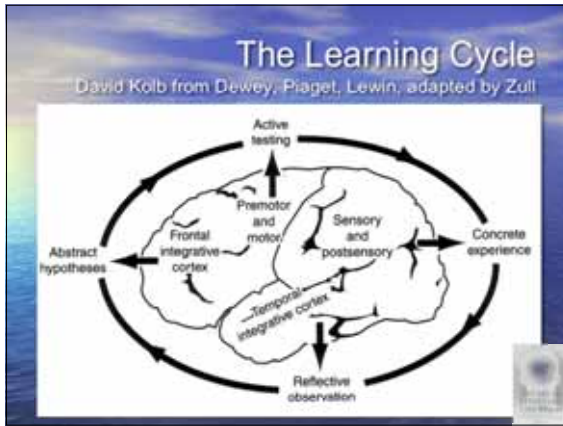 The Learning Cycle
David Kolb from Dewey, Piaget, Lewin, adapted by Zull
Active
testing
Premotor
and
motor
Sensory
and
postsensory
Frontal
integrative
cortex
Abstract
hypotheses
Concrete
experience
Temporal
integrative cortex
Reflective
observation